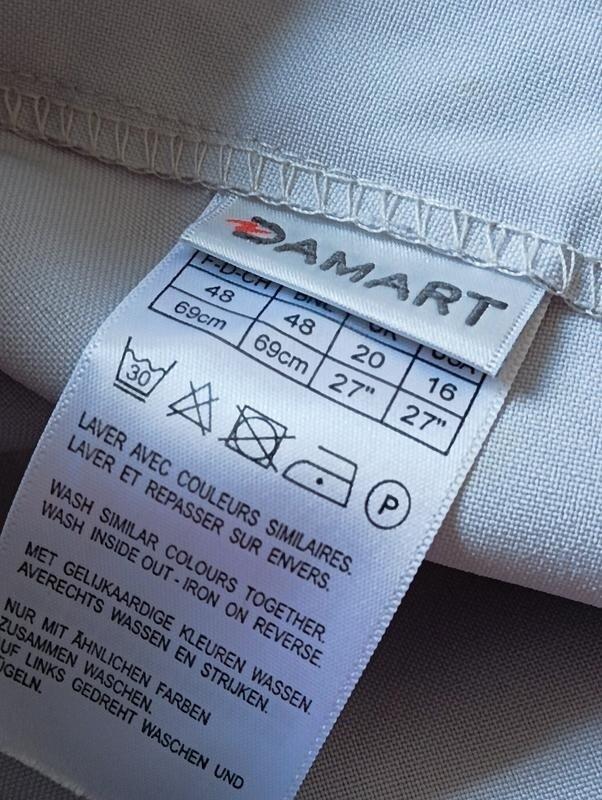 DAMART
F-D-CH BNL UK USA
48 48 20 16
69cm 69cm 27" 27"
30
P
LAVER AVEC COULEURS SIMILAIRES.
LAVER ET REPASSER SUR ENVERS.
WASH SIMILAR COLOURS TOGETHER.
WASH INSIDE OUT - IRON ON REVERSE.
MET GELIJKAARDIGE KLEUREN WASSEN.
AVERECHTS WASSEN EN STRIJKEN.
NUR MIT ÄHNLICHEN FARBEN
ZUSAMMEN WASCHEN.
AUF LINKS GEDREHT WASCHEN UND
BÜGELN.